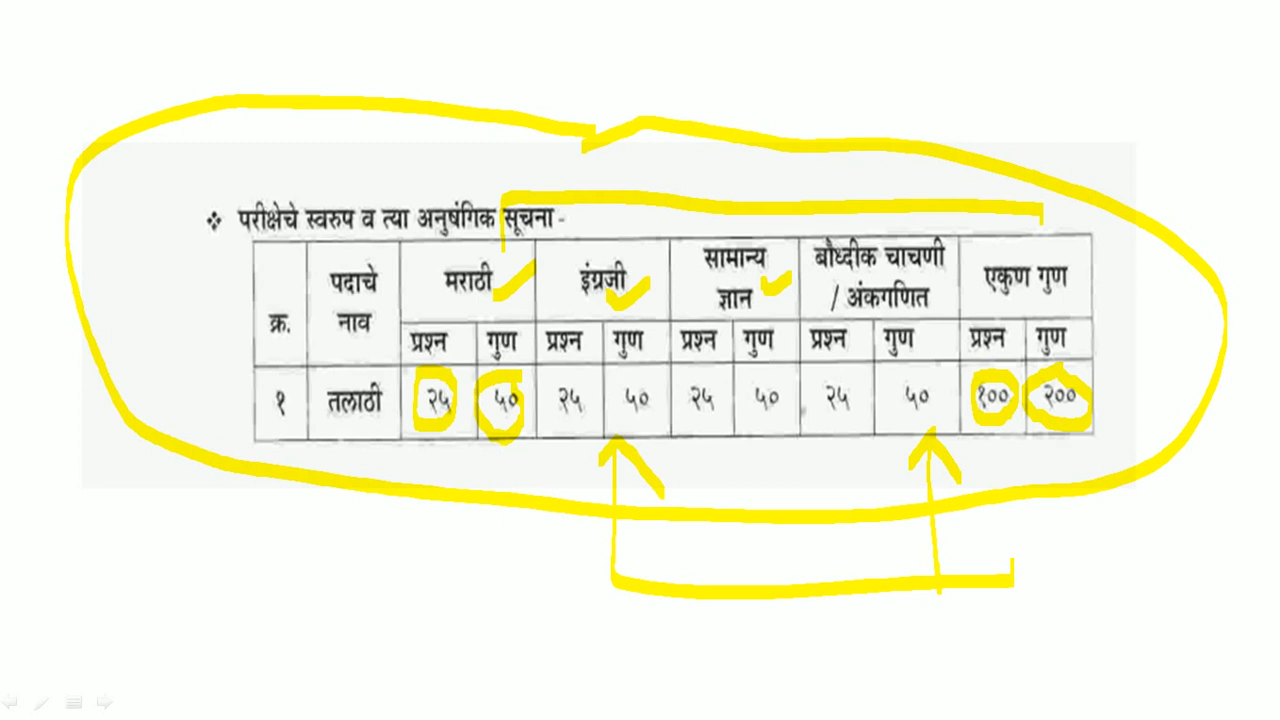 ❖ परीक्षेचे स्वरुप व त्या अनुषंगिक सूचना -
क्र. पदाचे नाव मराठी इंग्रजी सामान्य ज्ञान बौध्दीक चाचणी / अंकगणित एकुण गुण
प्रश्न गुण प्रश्न गुण प्रश्न गुण प्रश्न गुण प्रश्न गुण
१ तलाठी २५ ५० २५ ५० २५ ५० २५ ५० १०० २००